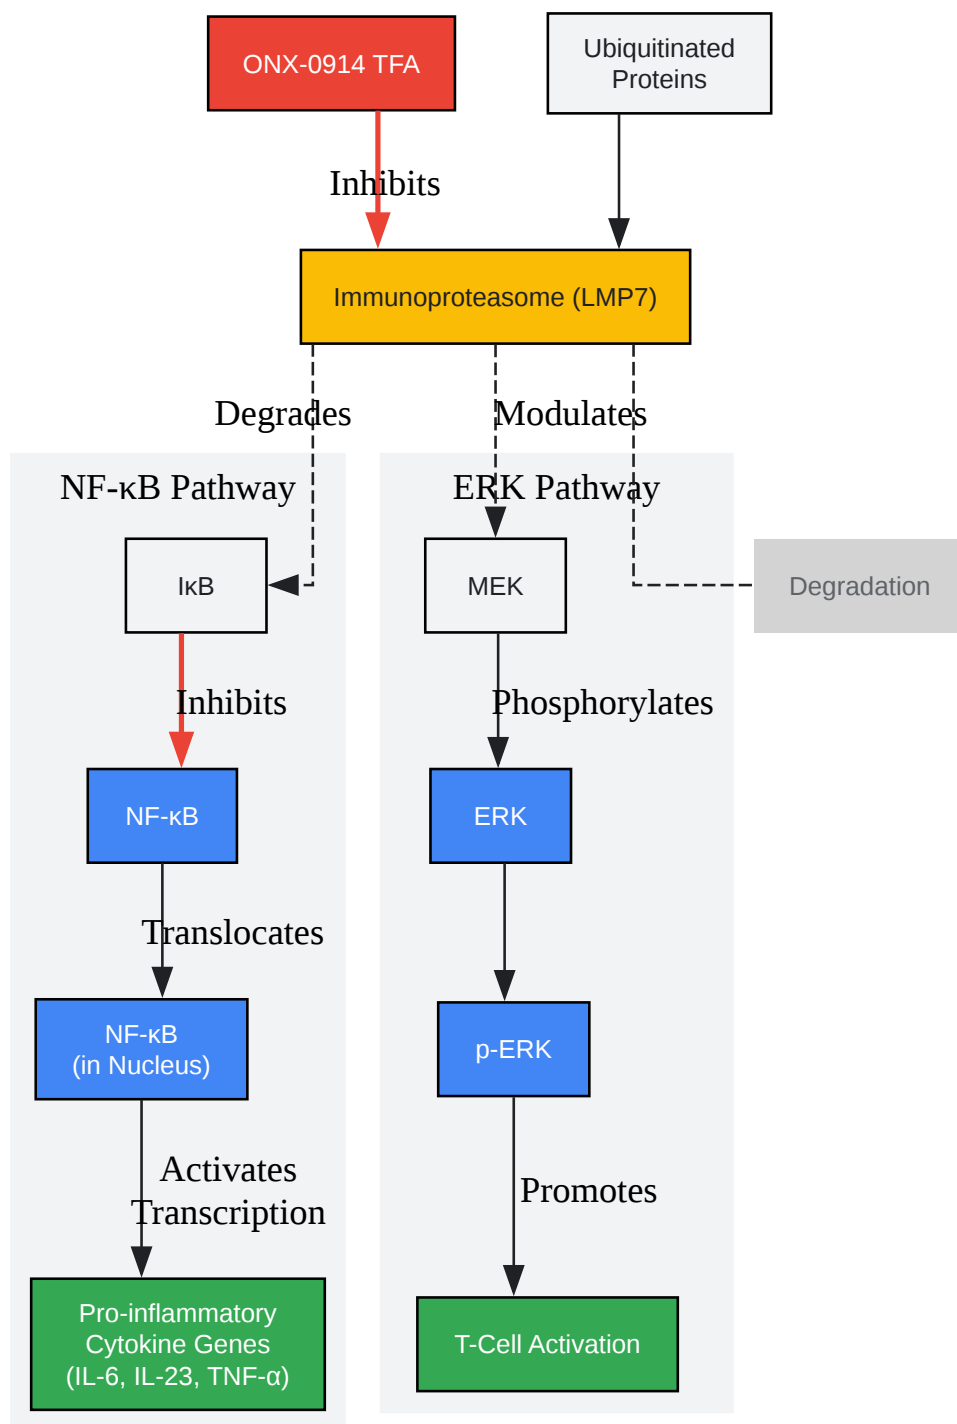 ONX-0914 TFA
Ubiquitinated
Proteins
Inhibits
Immunoproteasome (LMP7)
Degrades
Modulates
NF-κB Pathway
ERK Pathway
IκB
MEK
Degradation
Inhibits
Phosphorylates
NF-κB
ERK
Translocates
NF-κB
(in Nucleus)
p-ERK
Activates
Transcription
Promotes
Pro-inflammatory
Cytokine Genes
(IL-6, IL-23, TNF-α)
T-Cell Activation